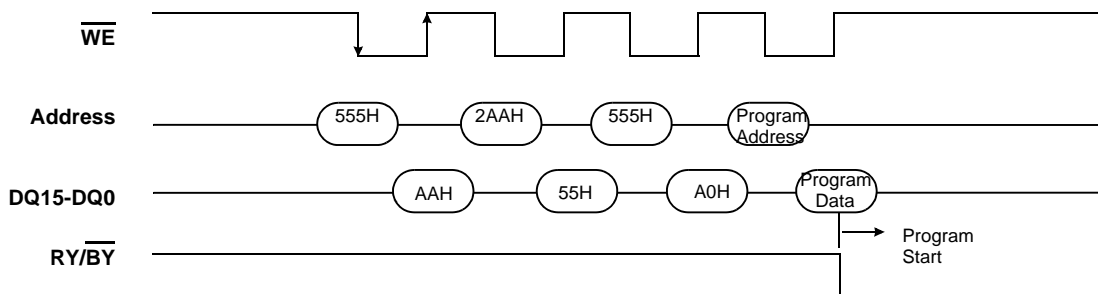 WE
Address
555H
2AAH
555H
Program
Address
DQ15-DQ0
AAH
55H
A0H
Program
Data
RY/BY
Program
Start